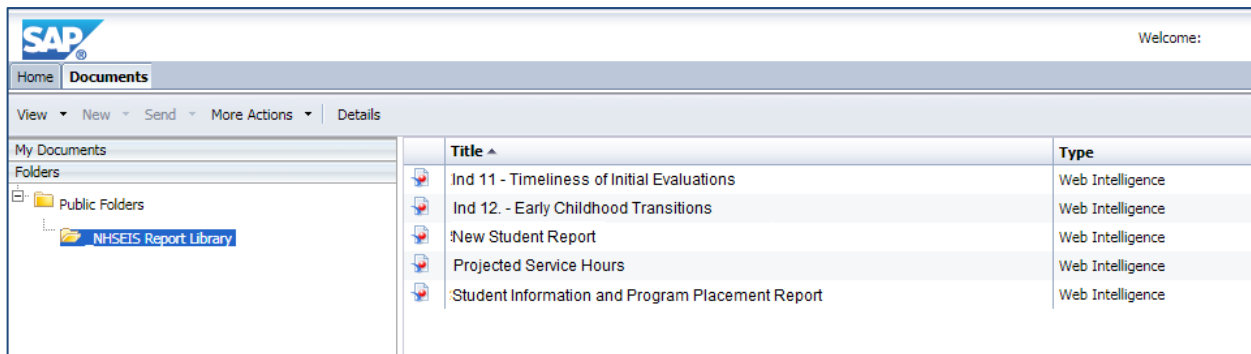 SAP®
Welcome:
Home Documents
View New Send More Actions Details
My Documents
Folders
Public Folders
_NHSEIS Report Library
Title Type
Ind 11 - Timeliness of Initial Evaluations Web Intelligence
Ind 12. - Early Childhood Transitions Web Intelligence
New Student Report Web Intelligence
Projected Service Hours Web Intelligence
Student Information and Program Placement Report Web Intelligence